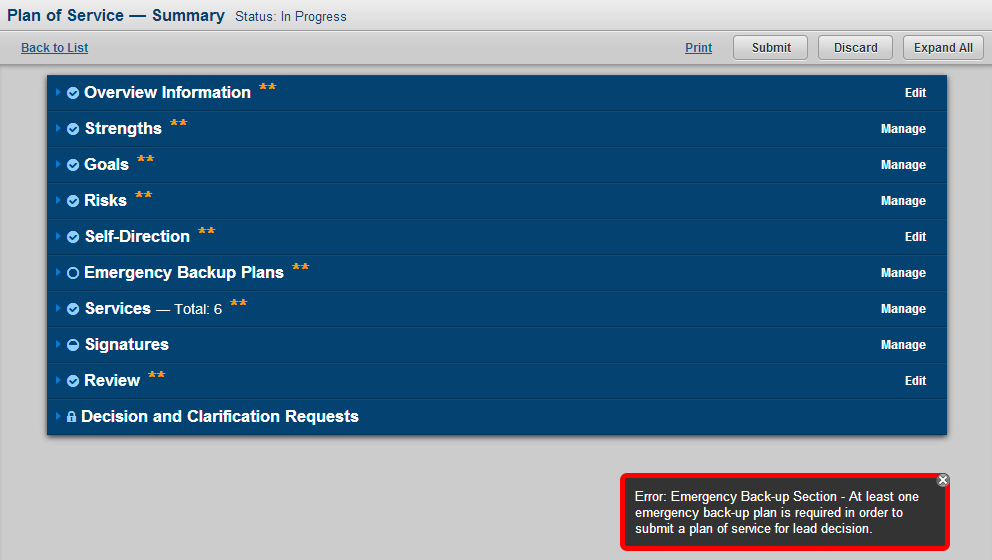 Plan of Service — Summary Status: In Progress
Back to List Print Submit Discard Expand All
Overview Information ** Edit
Strengths ** Manage
Goals ** Manage
Risks ** Manage
Self-Direction ** Edit
Emergency Backup Plans ** Manage
Services — Total: 6 ** Manage
Signatures Manage
Review ** Edit
Decision and Clarification Requests
Error: Emergency Back-up Section - At least one
emergency back-up plan is required in order to
submit a plan of service for lead decision.